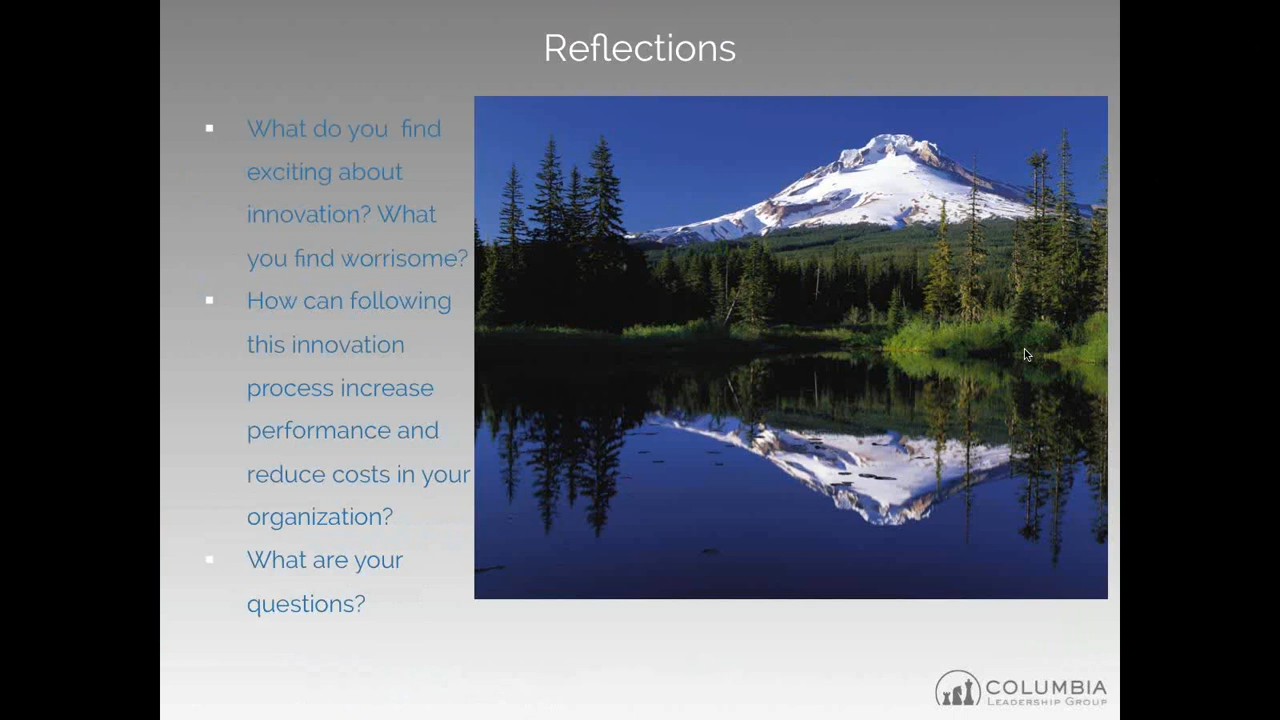 Reflections
What do you find
exciting about
innovation? What
you find worrisome?
How can following
this innovation
process increase
performance and
reduce costs in your
organization?
What are your
questions?
COLUMBIA
LEADERSHIP GROUP